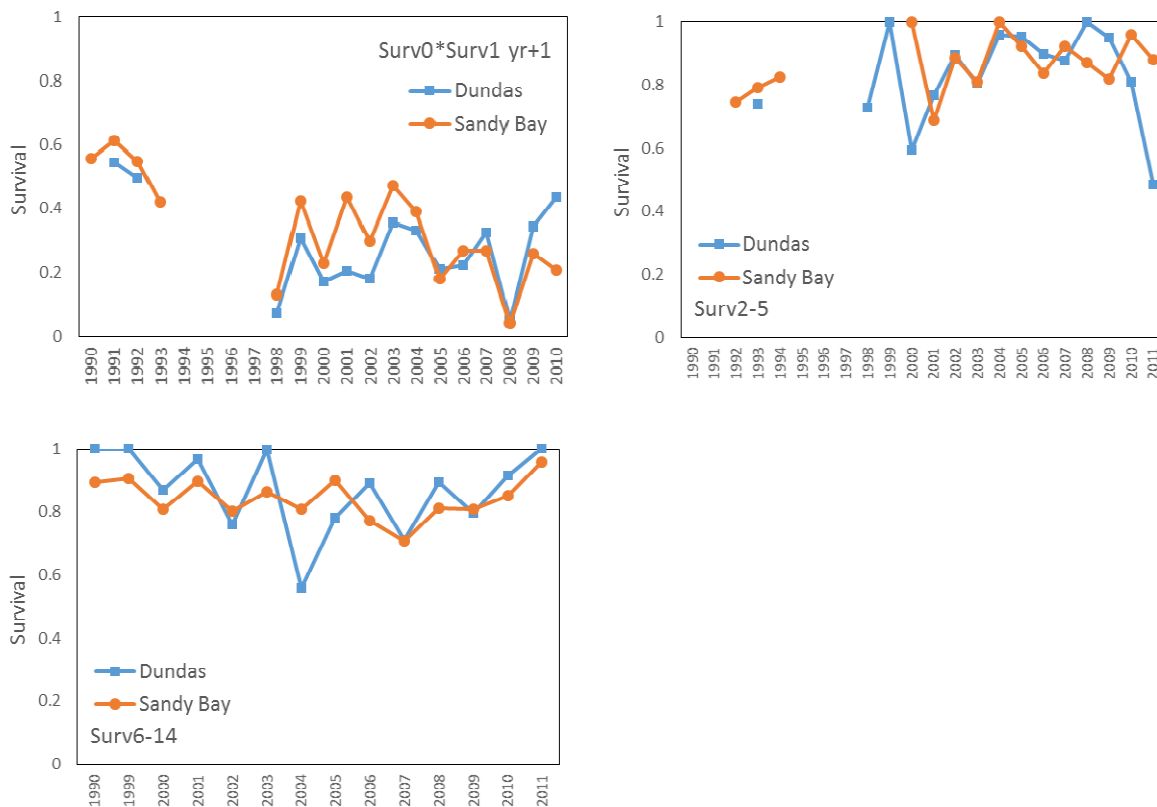 Surv0*Surv1 yr+1
Dundas
Sandy Bay
Survival
1
0.8
0.6
0.4
0.2
0
1990 1991 1992 1993 1994 1995 1996 1997 1998 1999 2000 2001 2002 2003 2004 2005 2006 2007 2008 2009 2010
Survival
1
0.8
0.6
0.4
0.2
0
Dundas
Sandy Bay
Surv2-5
1990 1991 1992 1993 1994 1995 1996 1997 1998 1999 2000 2001 2002 2003 2004 2005 2006 2007 2008 2009 2010 2011
Survival
1
0.8
0.6
0.4
0.2
0
Dundas
Sandy Bay
Surv6-14
1990 1999 2000 2001 2002 2003 2004 2005 2006 2007 2008 2009 2010 2011